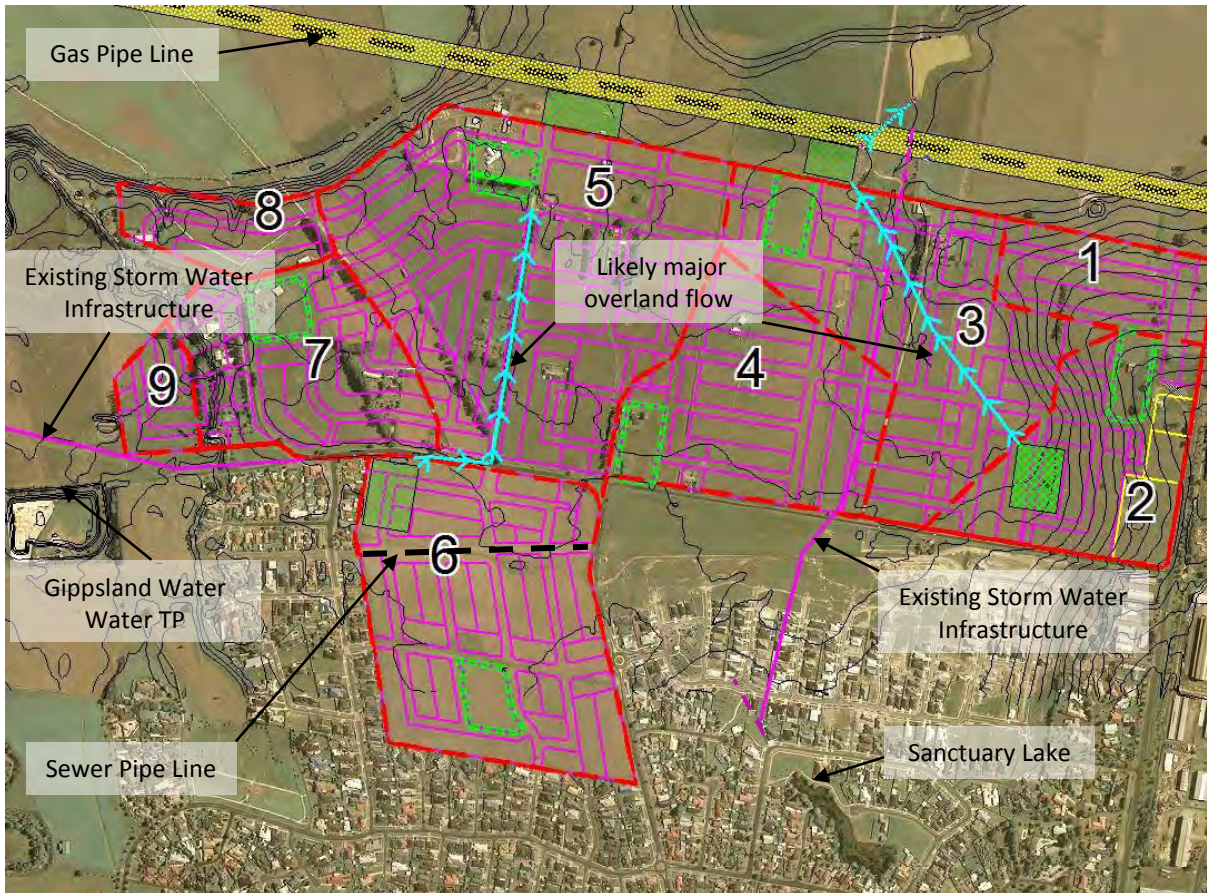 Gas Pipe Line
8
5
1
Existing Storm Water
Infrastructure
Likely major
overland flow
3
9
7
4
2
6
Gippsland Water
Water TP
Existing Storm Water
Infrastructure
Sewer Pipe Line
Sanctuary Lake